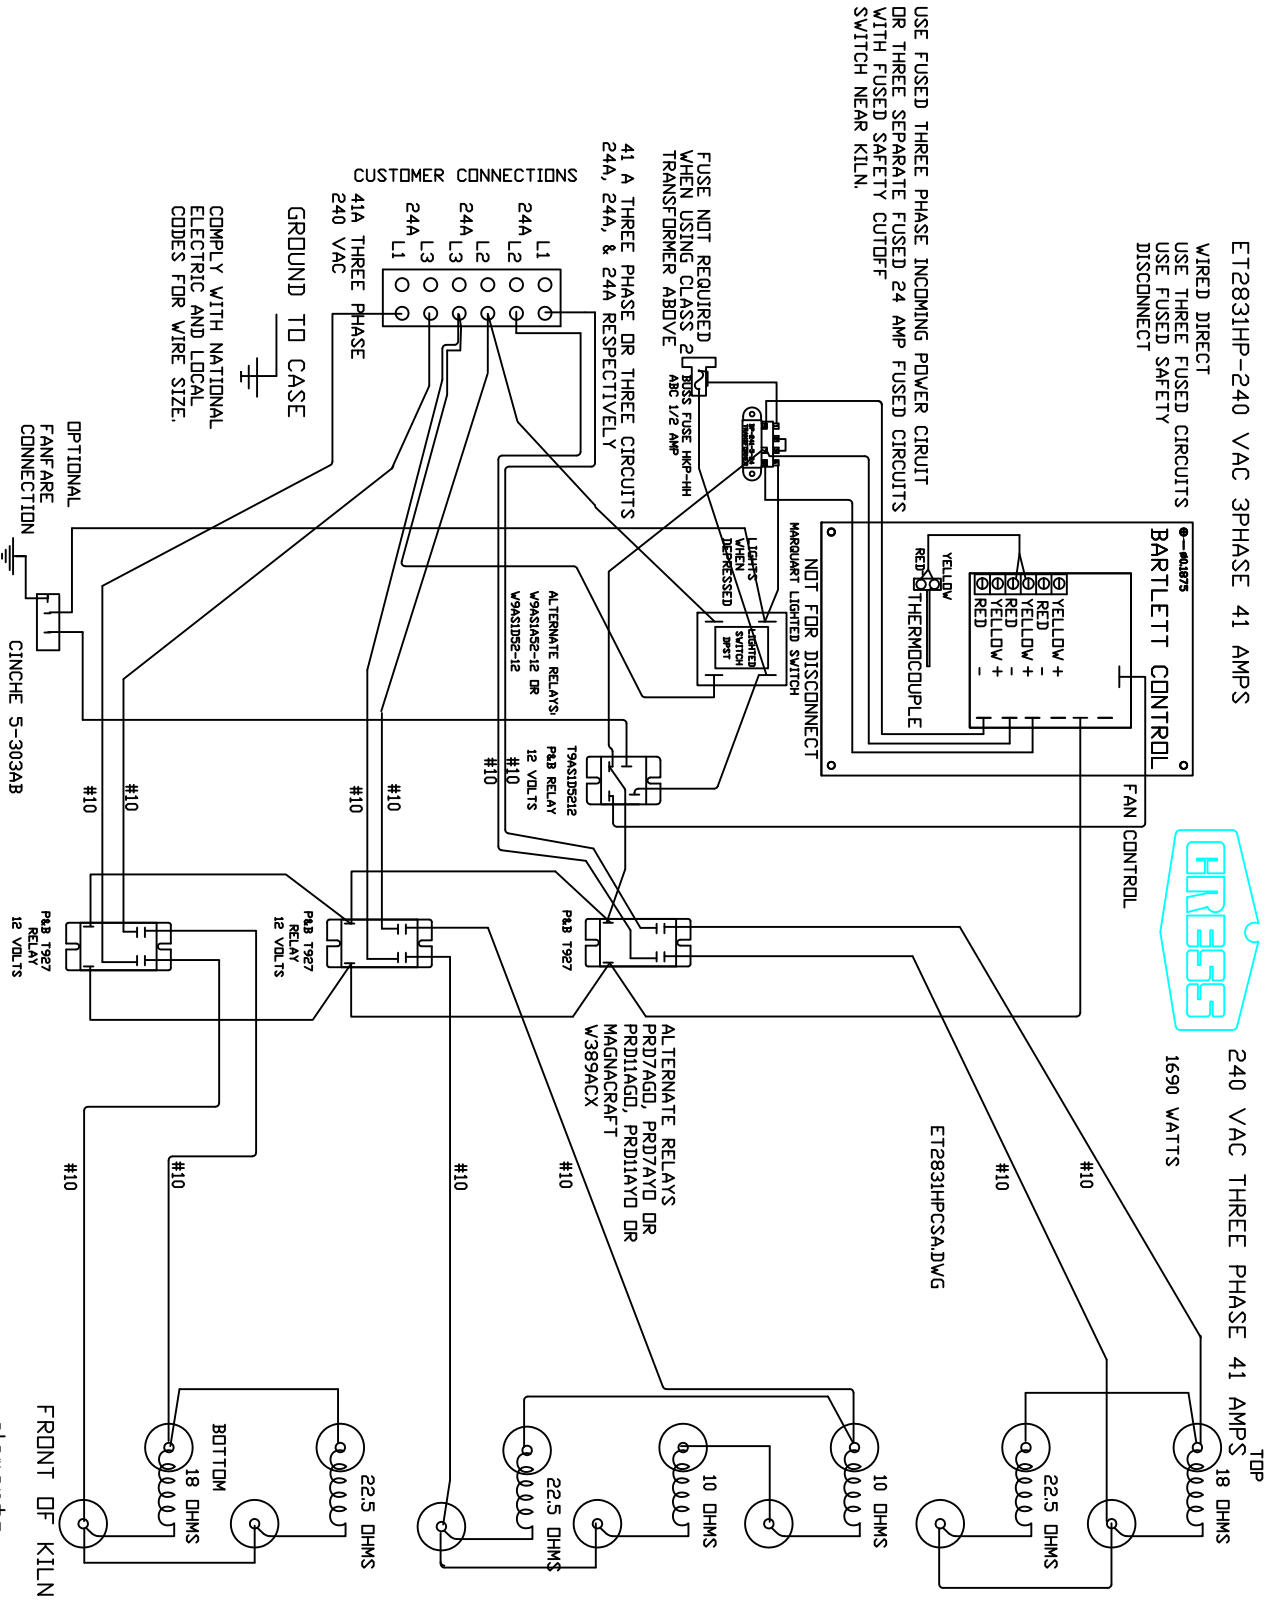 ET2831HP-240 VAC 3PHASE 41 AMPS
WIRED DIRECT
USE THREE FUSED CIRCUITS
USE FUSED SAFETY
DISCONNECT
USE FUSED THREE PHASE INCOMING POWER CIRUIT
OR THREE SEPARATE FUSED 24 AMP FUSED CIRCUITS
WITH FUSED SAFETY CUTOFF
SWITCH NEAR KILN.
FUSE NOT REQUIRED
WHEN USING CLASS 2
TRANSFORMER ABOVE
BUSS FUSE HKP-HH
ABC 1/2 AMP
41 A THREE PHASE OR THREE CIRCUITS
24A, 24A, & 24A RESPECTIVELY
CUSTOMER CONNECTIONS
24A
24A
24A
L1
L2
L2
L3
L3
L1
41A THREE PHASE
240 VAC
GROUND TO CASE
COMPLY WITH NATIONAL
ELECTRIC AND LOCAL
CODES FOR WIRE SIZE.
OPTIONAL
FANFARE
CONNECTION
CINCHE 5-303AB
#0.1875
BARTLETT CONTROL
YELLOW +
RED -
YELLOW +
RED -
YELLOW +
RED -
YELLOW
RED
THERMOCOUPLE
NOT FOR DISCONNECT
MARQUART LIGHTED SWITCH
LIGHTS
WHEN
DEPRESSED
LIGHTED
SWITCH
DPST
ALTERNATE RELAYS:
W9AS1A52-12 OR
W9AS1D52-12
T9AS1D5212
P&B RELAY
12 VOLTS
FAN CONTROL
#10
#10
#10
#10
#10
#10
CRESS
P&B T927
P&B T927
RELAY
12 VOLTS
P&B T927
RELAY
12 VOLTS
ALTERNATE RELAYS
PRD7AGO, PRD7AYO OR
PRD11AGO, PRD11AYO OR
MAGNACRAFT
W389ACX
240 VAC THREE PHASE 41 AMPS
1690 WATTS
ET2831HPCSA.DWG
#10
#10
#10
#10
#10
#10
TOP
18 OHMS
22.5 OHMS
10 OHMS
10 OHMS
22.5 OHMS
22.5 OHMS
BOTTOM
18 OHMS
FRONT OF KILN